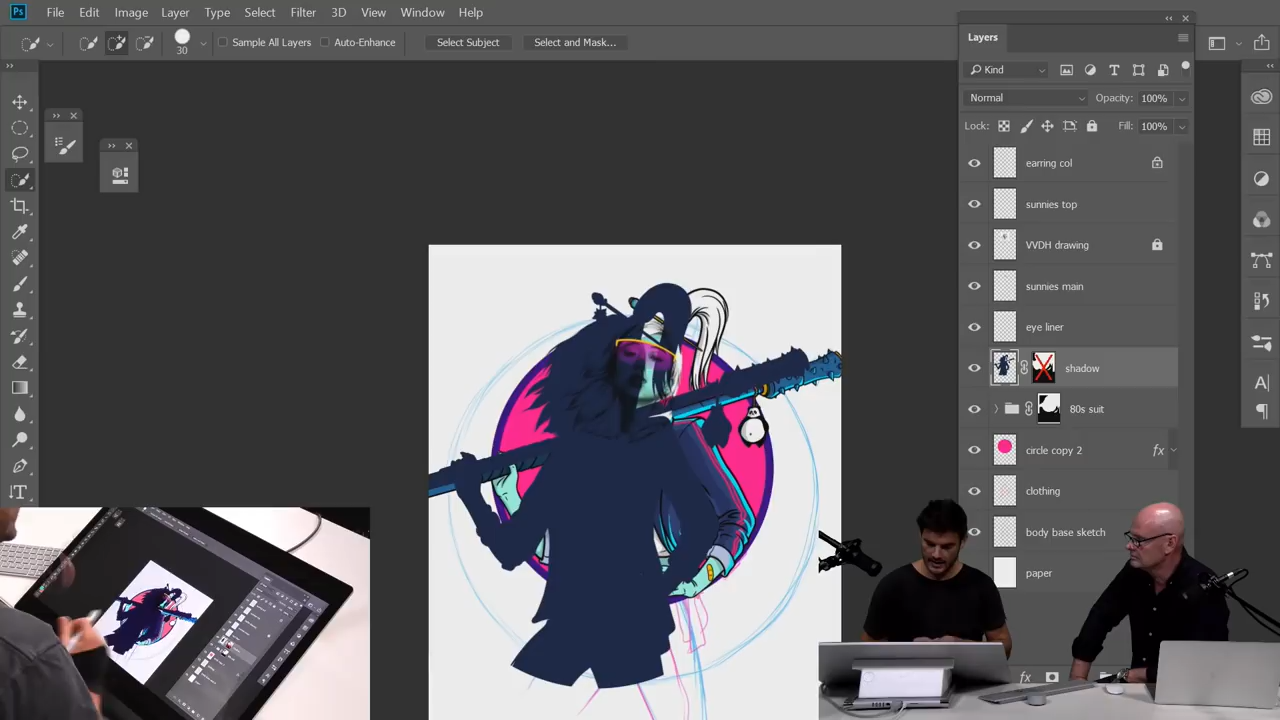 Ps File Edit Image Layer Type Select Filter 3D View Window Help
30 Sample All Layers Auto-Enhance Select Subject Select and Mask...
Layers
Kind
Normal Opacity: 100%
Lock: Fill: 100%
earring col
sunnies top
VVDH drawing
sunnies main
eye liner
shadow
80s suit
circle copy 2 fx
clothing
body base sketch
paper
fx